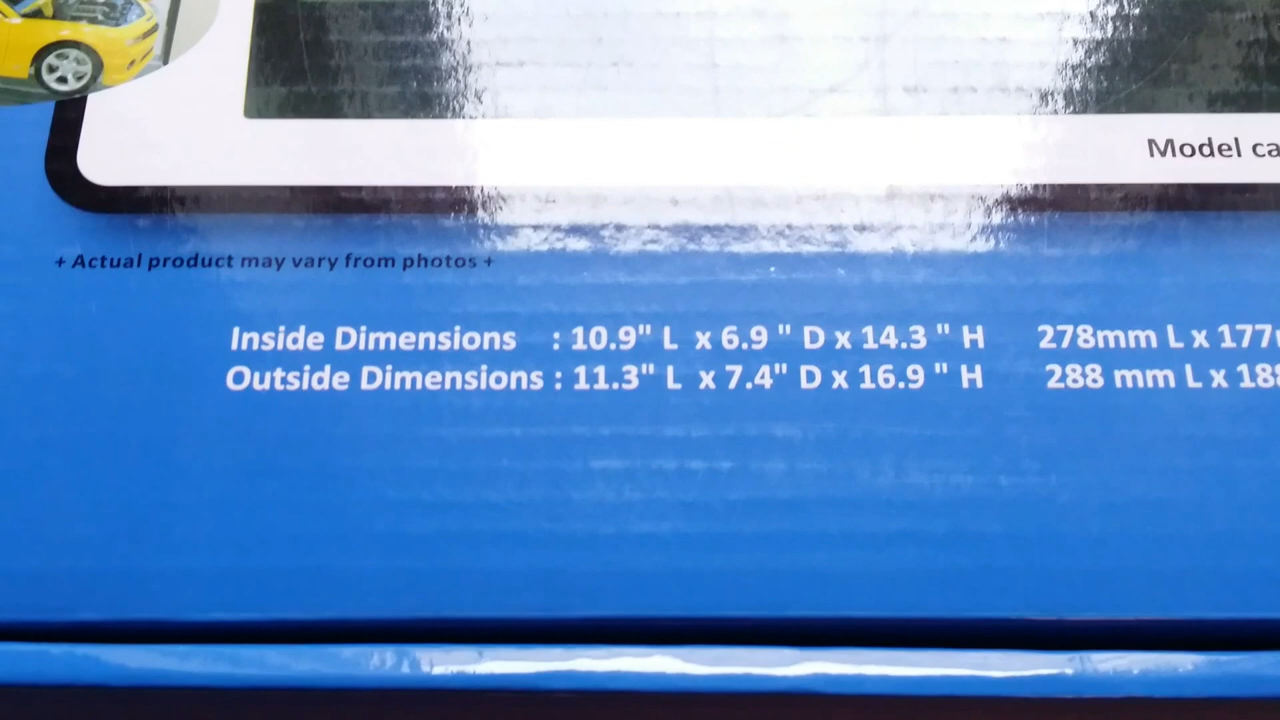 Model ca
+ Actual product may vary from photos +
Inside Dimensions : 10.9" L x 6.9 " D x 14.3 " H 278mm L x 177
Outside Dimensions : 11.3" L x 7.4" D x 16.9 " H 288 mm L x 188